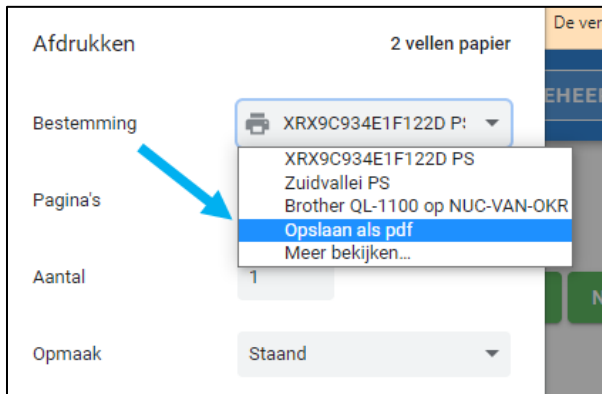 De ver
Afdrukken 2 vellen papier
EHEER
Bestemming XRX9C934E1F122D PS
XRX9C934E1F122D PS
Zuidvallei PS
Pagina's
Brother QL-1100 op NUC-VAN-OKR
Opslaan als pdf
Meer bekijken...
Aantal 1
N
Opmaak Staand